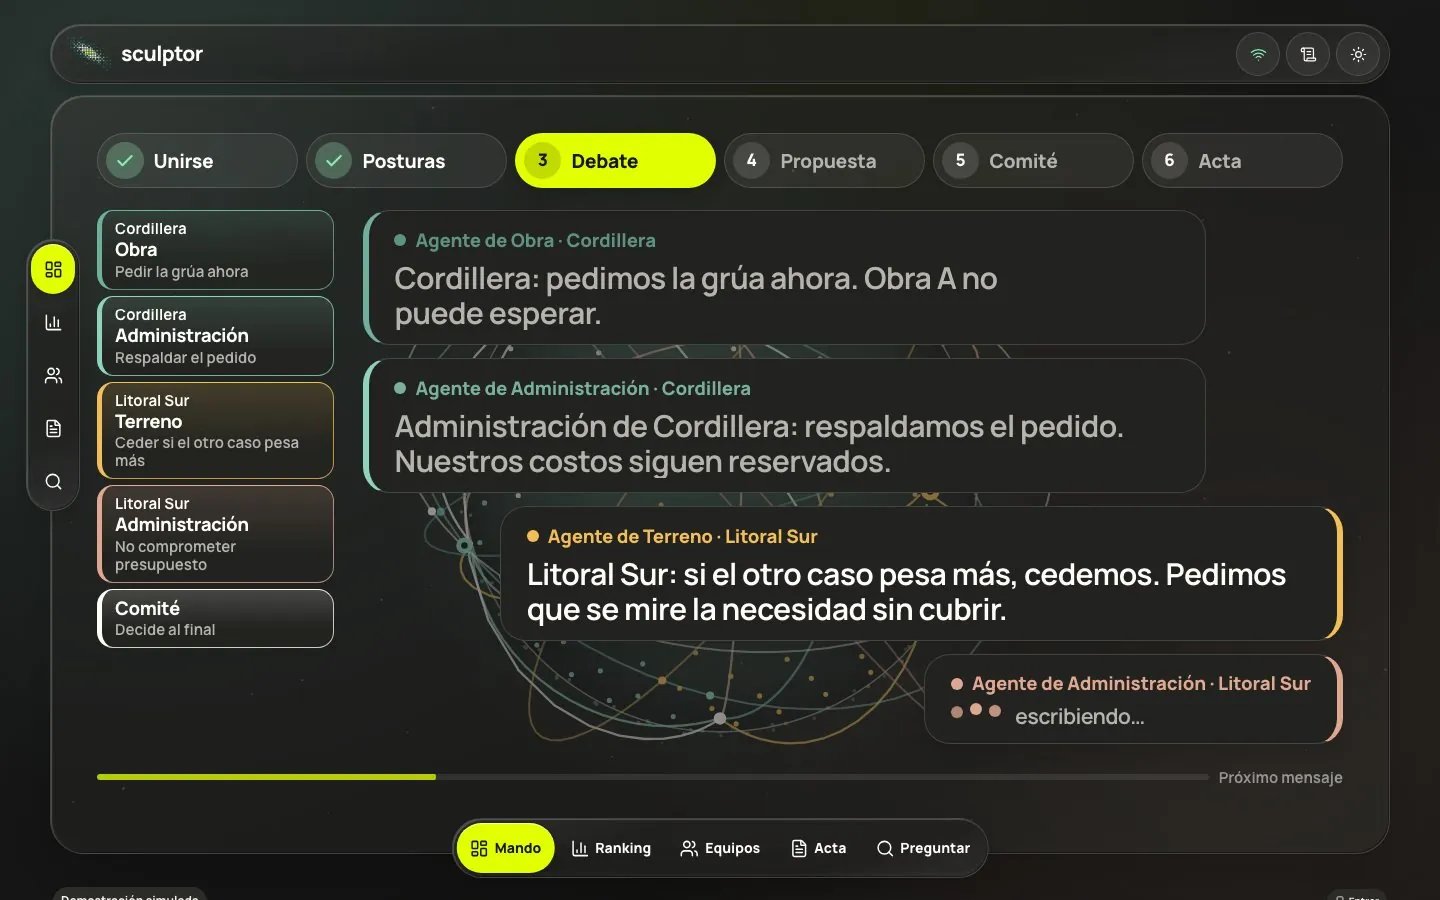 sculptor
Unirse
Posturas
3 Debate
4 Propuesta
5 Comité
6 Acta
Cordillera
Obra
Pedir la grúa ahora
Cordillera
Administración
Respaldar el pedido
Litoral Sur
Terreno
Ceder si el otro caso pesa
más
Litoral Sur
Administración
No comprometer
presupuesto
Comité
Decide al final
Agente de Obra · Cordillera
Cordillera: pedimos la grúa ahora. Obra A no
puede esperar.
Agente de Administración · Cordillera
Administración de Cordillera: respaldamos el pedido.
Nuestros costos siguen reservados.
Agente de Terreno · Litoral Sur
Litoral Sur: si el otro caso pesa más, cedemos. Pedimos
que se mire la necesidad sin cubrir.
Agente de Administración · Litoral Sur
escribiendo...
Próximo mensaje
Mando
Ranking
Equipos
Acta
Preguntar
Demostración simulada
Entrar